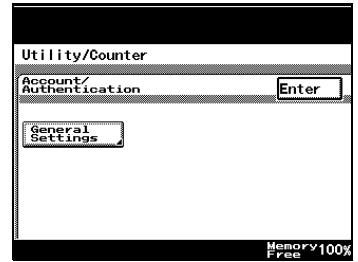 Utility/Counter
Account/
Authentication
Enter
General
Settings
Memory
Free 100%